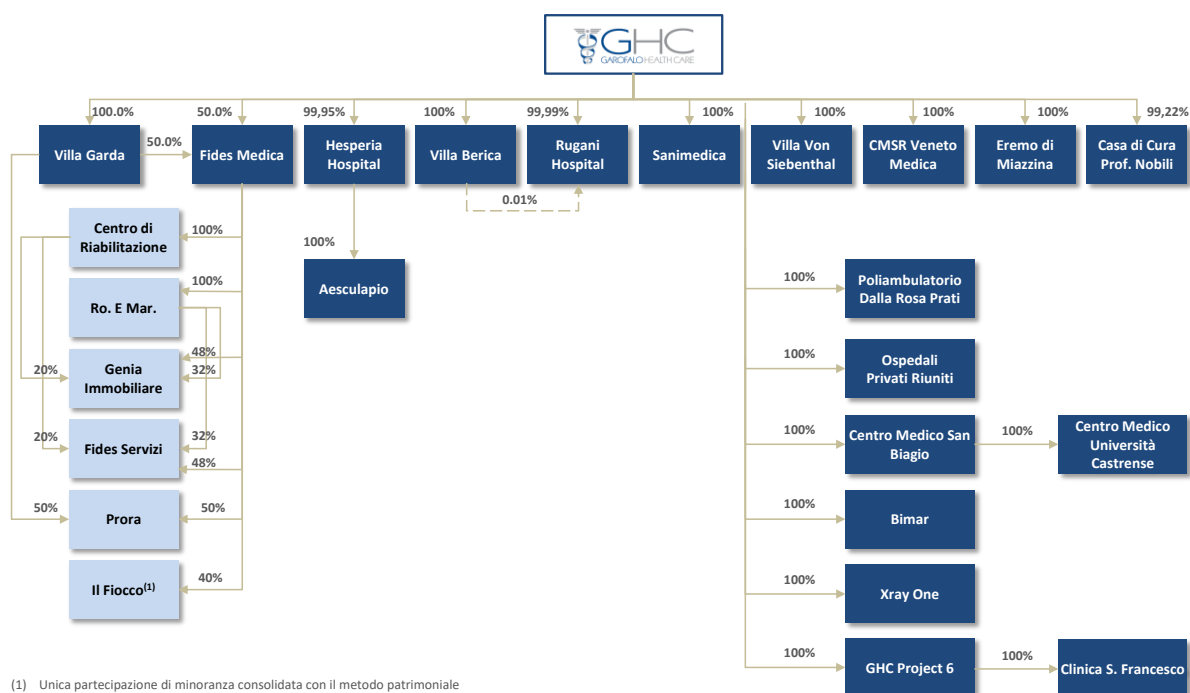 GHC
GAROFALO HEALTH CARE
100.0%
50.0%
99,95%
100%
99,99%
100%
100%
100%
100%
99,22%
Villa Garda
50.0%
Fides Medica
Hesperia
Hospital
Villa Berica
Rugani
Hospital
Sanimedica
Villa Von
Siebenthal
CMSR Veneto
Medica
Eremo di
Miazzina
Casa di Cura
Prof. Nobili
0.01%
Centro di
Riabilitazione
100%
100%
Aesculapio
100%
Ro. E Mar.
100%
Poliambulatorio
Dalla Rosa Prati
48%
20%
Genia
Immobiliare
32%
100%
Ospedali
Privati Riuniti
20%
Fides Servizi
32%
48%
100%
Centro Medico San
Biagio
100%
Centro Medico
Università
Castrense
50%
Prora
50%
100%
Bimar
40%
Il Fiocco(1)
100%
Xray One
100%
GHC Project 6
100%
Clinica S. Francesco
(1) Unica partecipazione di minoranza consolidata con il metodo patrimoniale